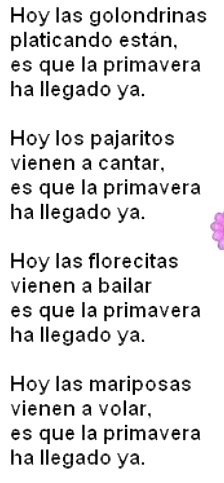 Hoy las golondrinas
platicando están,
es que la primavera
ha llegado ya.

Hoy los pajaritos
vienen a cantar,
es que la primavera
ha llegado ya.

Hoy las florecitas
vienen a bailar
es que la primavera
ha llegado ya.

Hoy las mariposas
vienen a volar,
es que la primavera
ha llegado ya.